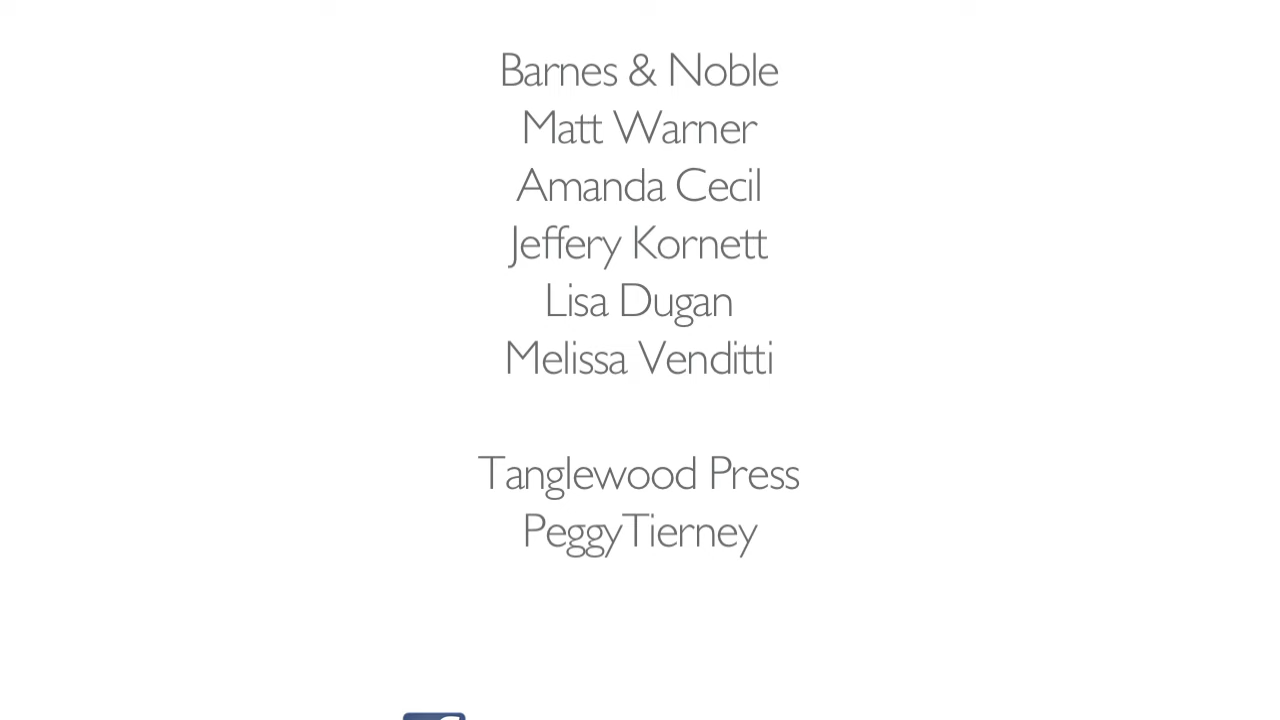 Barnes & Noble
Matt Warner
Amanda Cecil
Jeffery Kornett
Lisa Dugan
Melissa Venditti
Tanglewood Press
PeggyTierney